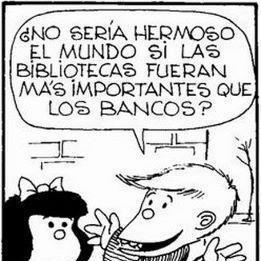 ¿NO SERÍA HERMOSO
EL MUNDO SI LAS
BIBLIOTECAS FUERAN
MÁS IMPORTANTES QUE
LOS BANCOS?